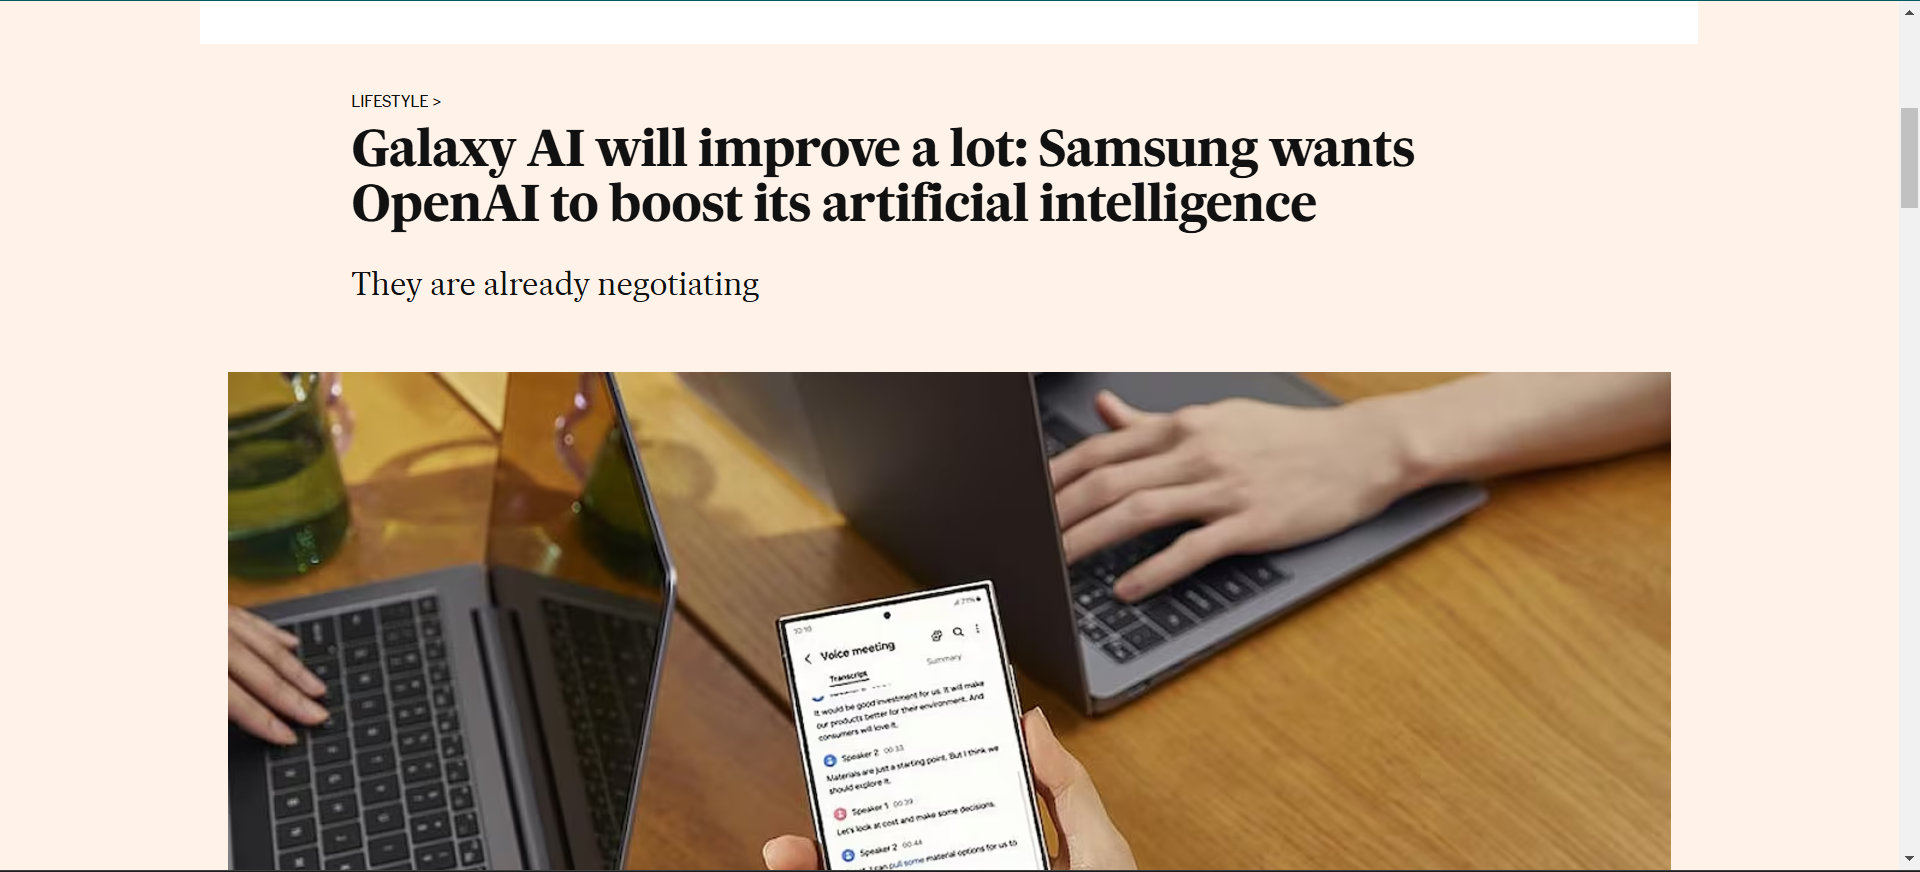 LIFESTYLE >
Galaxy AI will improve a lot: Samsung wants
OpenAI to boost its artificial intelligence
They are already negotiating
10:10
77%
Voice meeting
Transcript
Summary
It would be good investment for us. It will make
our products better for their environment. And
consumers will love it.
Speaker 2 00:33
Materials are just a starting point. But I think we
should explore it.
Speaker 1 00:39
Let's look at cost and make some decisions.
Speaker 2 00:44
I can pull some material options for us to